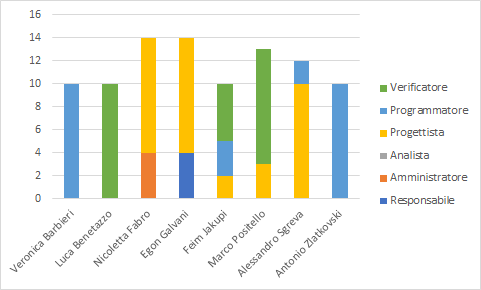 16
14
12
10
8
6
4
2
0
Veronica Barbieri
Luca Benetazzo
Nicoletta Fabro
Egon Galvani
Feim Jakupi
Marco Positello
Alessandro Sgreva
Antonio Zlatkovski
Verificatore
Programmatore
Progettista
Analista
Amministratore
Responsabile